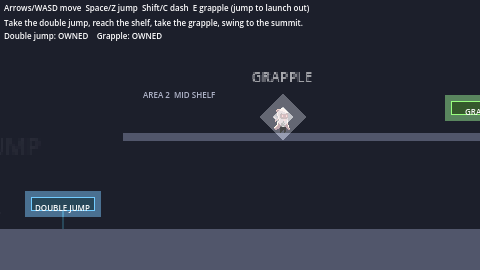 Arrows/WASD move  Space/Z jump  Shift/C dash  E grapple (jump to launch out)
Take the double jump, reach the shelf, take the grapple, swing to the summit.
Double jump: OWNED    Grapple: OWNED
GRAPPLE
AREA 2  MID SHELF
GRA
UMP
DOUBLE JUMP